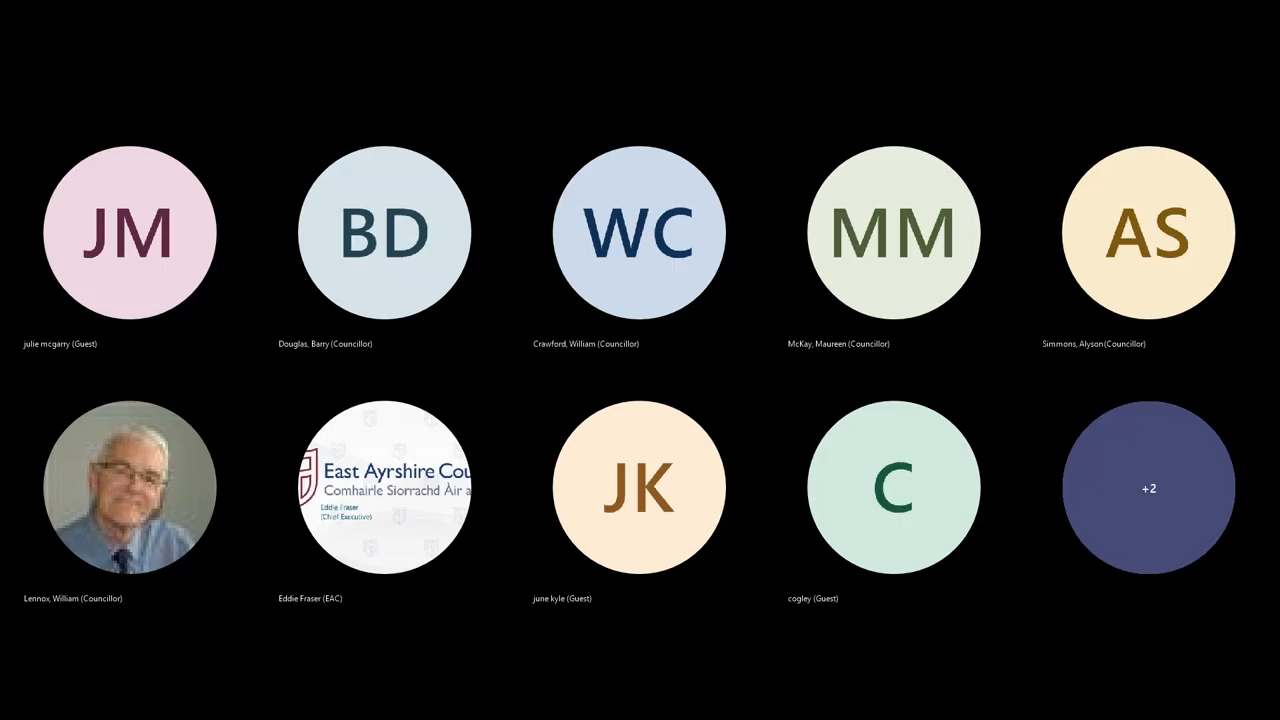 JM
BD
WC
MM
AS
julie mcgarry (Guest)
Douglas, Barry (Councillor)
Crawford, William (Councillor)
McKay, Maureen (Councillor)
Simmons, Alyson (Councillor)
East Ayrshire Cou
Comhairle Siorrachd Àir a
Eddie Fraser
(Chief Executive)
JK
C
+2
Lennox, William (Councillor)
Eddie Fraser (EAC)
june kyle (Guest)
cogley (Guest)